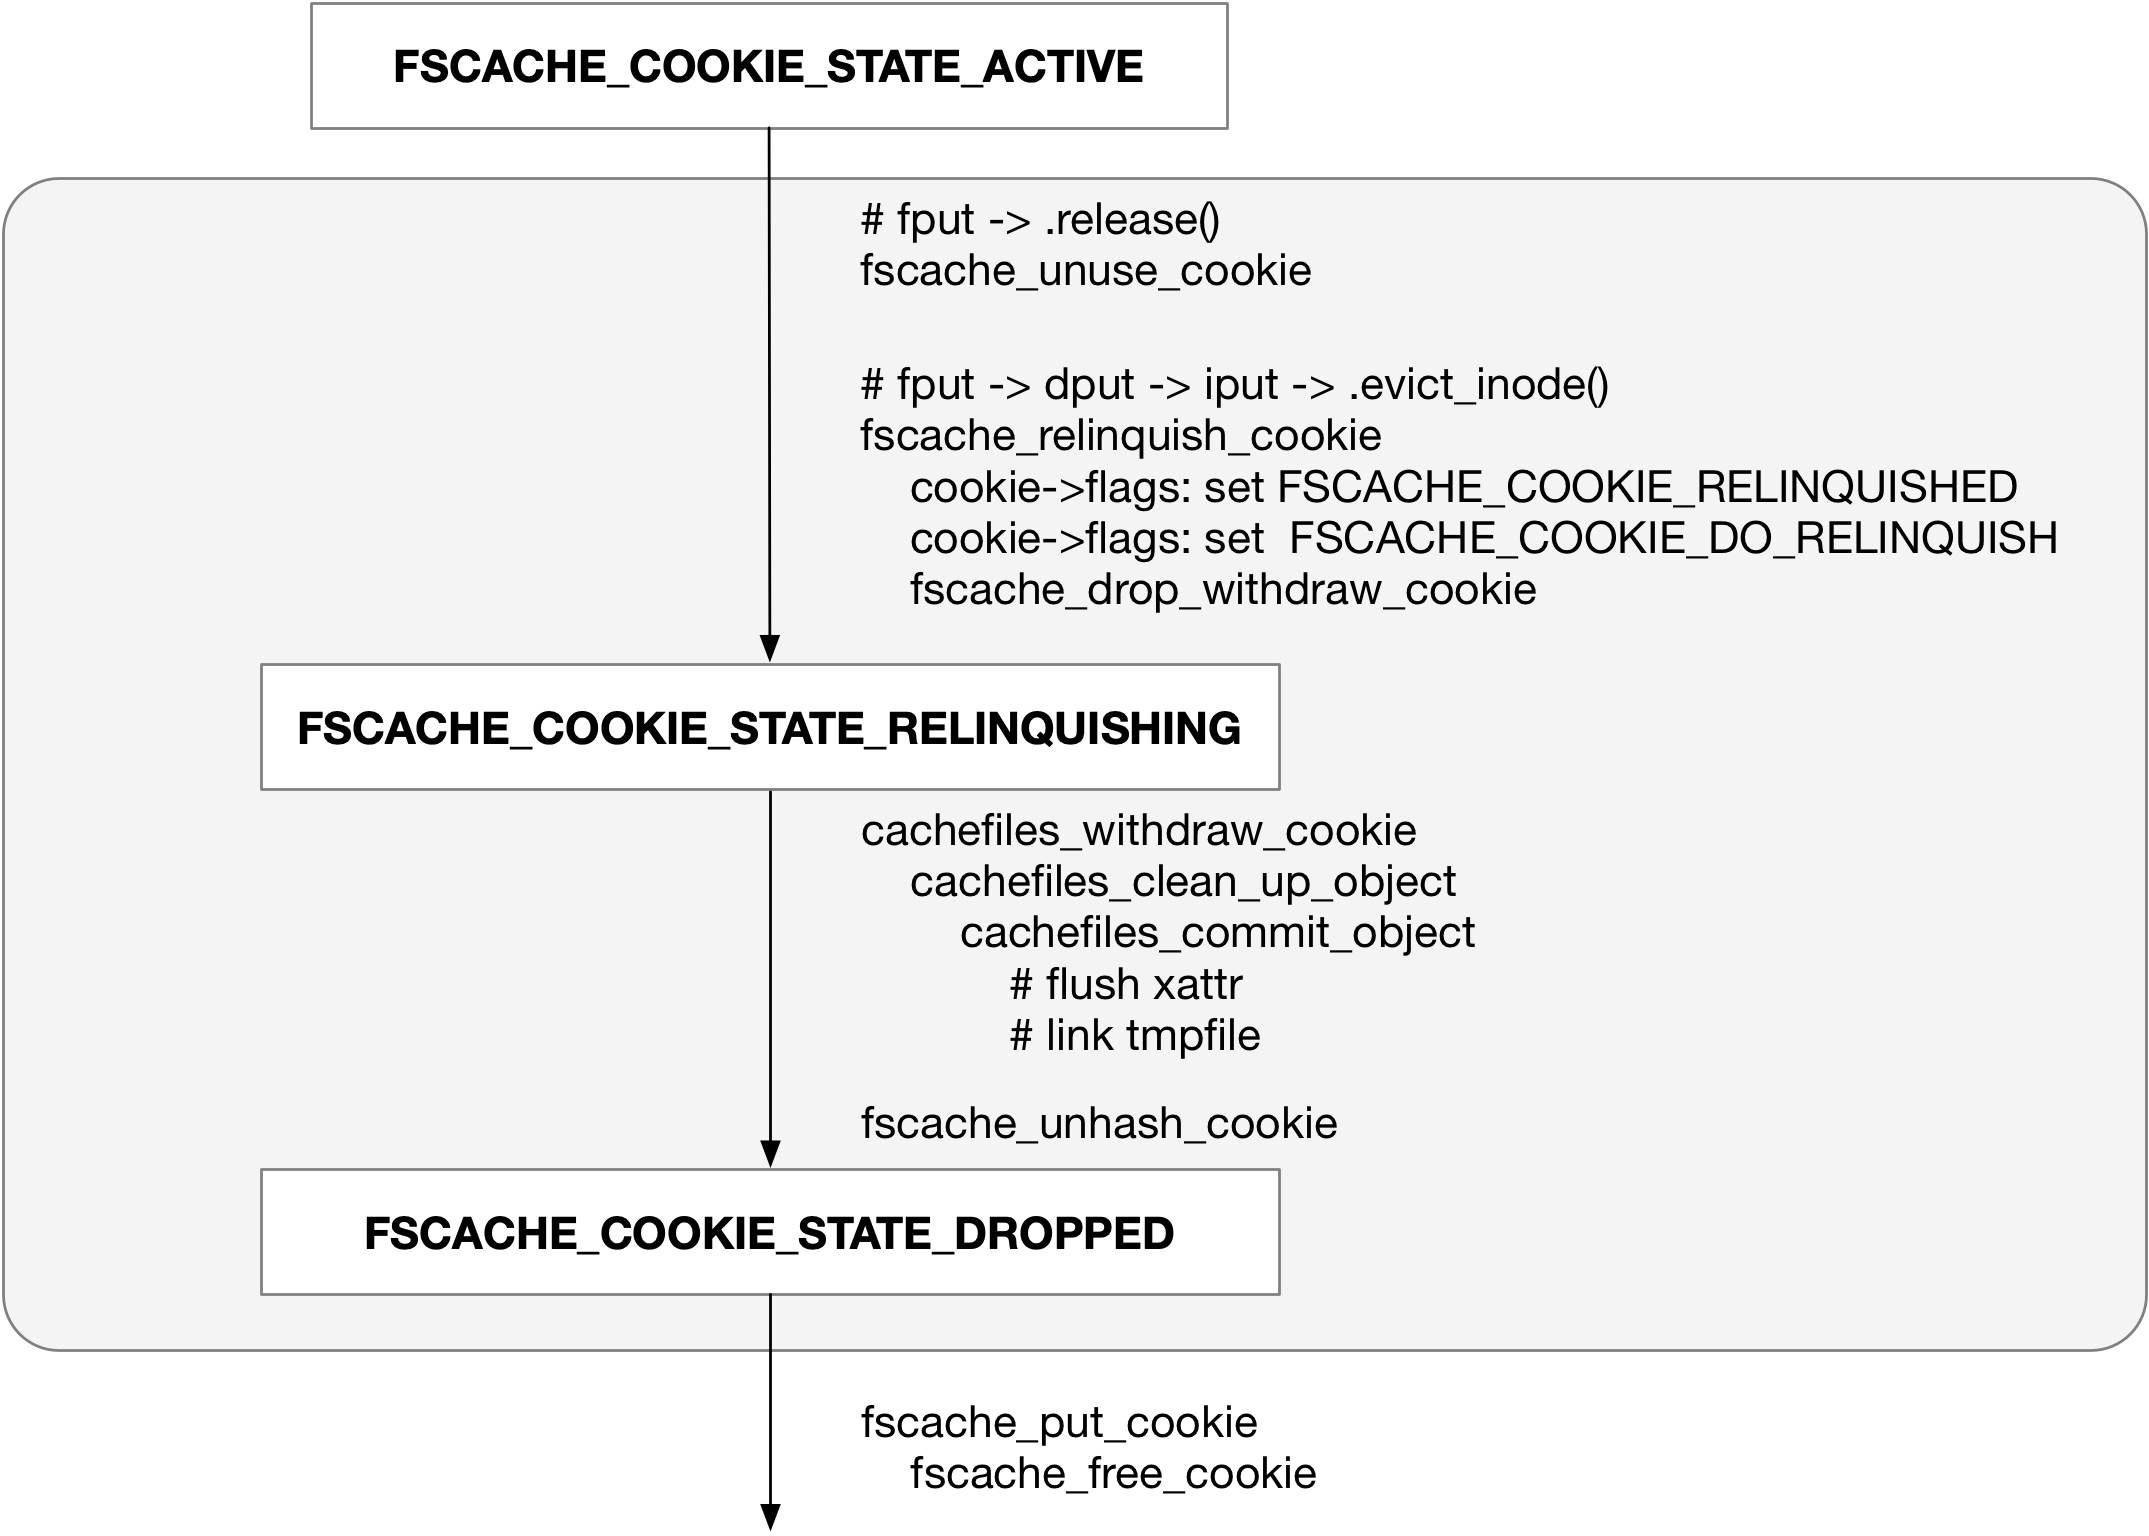 FSCACHE_COOKIE_STATE_ACTIVE
# fput -> .release()
fscache_unuse_cookie
# fput -> dput -> iput -> .evict_inode()
fscache_relinquish_cookie
cookie->flags: set FSCACHE_COOKIE_RELINQUISHED
cookie->flags: set  FSCACHE_COOKIE_DO_RELINQUISH
fscache_drop_withdraw_cookie
FSCACHE_COOKIE_STATE_RELINQUISHING
cachefiles_withdraw_cookie
cachefiles_clean_up_object
cachefiles_commit_object
# flush xattr
# link tmpfile
fscache_unhash_cookie
FSCACHE_COOKIE_STATE_DROPPED
fscache_put_cookie
fscache_free_cookie